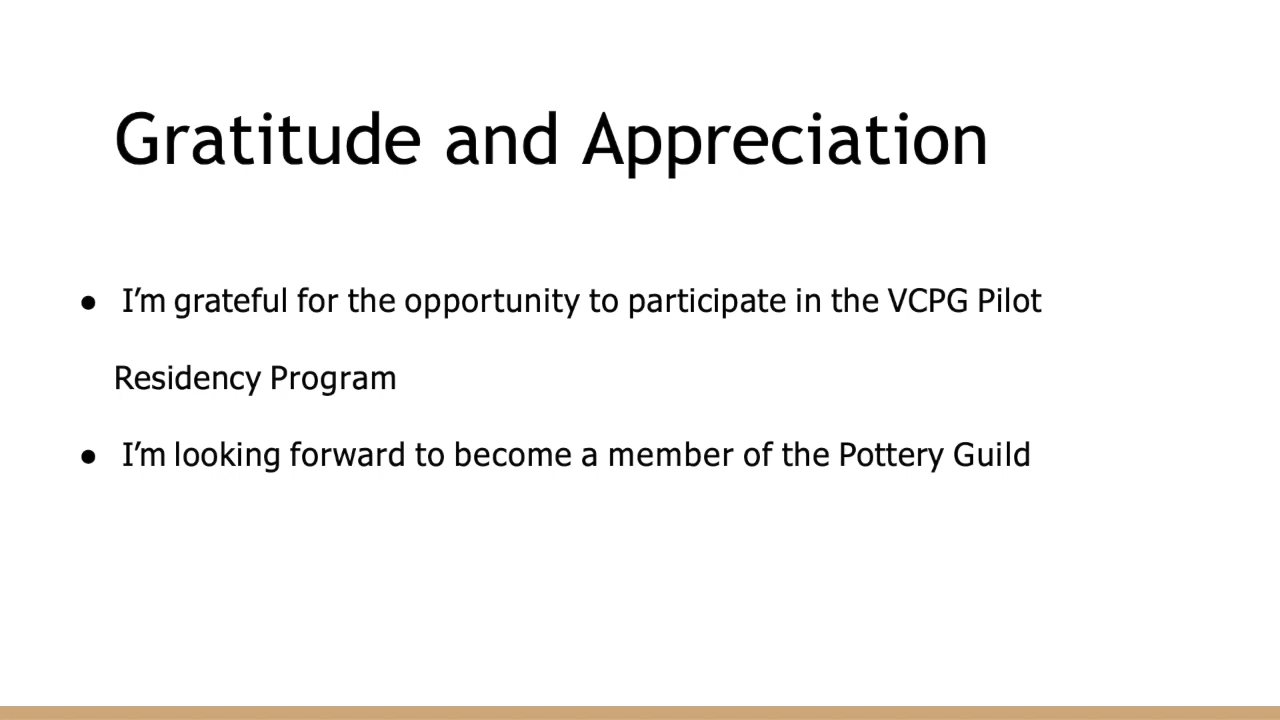 Gratitude and Appreciation
● I’m grateful for the opportunity to participate in the VCPG Pilot
Residency Program
● I’m looking forward to become a member of the Pottery Guild